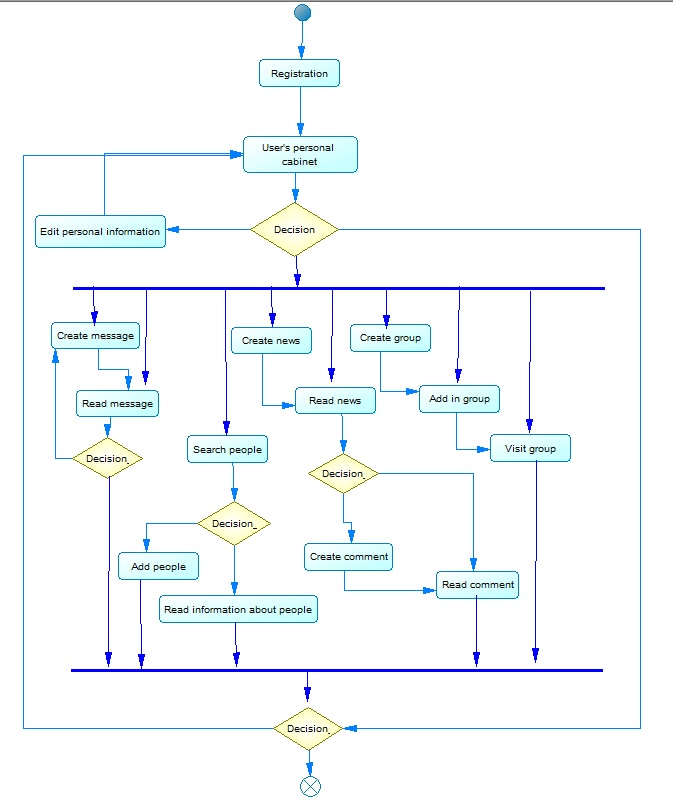 Registration
User's personal
cabinet
Decision
Edit personal information
Create message
Create news
Create group
Read message
Read news
Add in group
Search people
Visit group
Decision_
Decision_
Decision_
Create comment
Add people
Read comment
Read information about people
Decision_